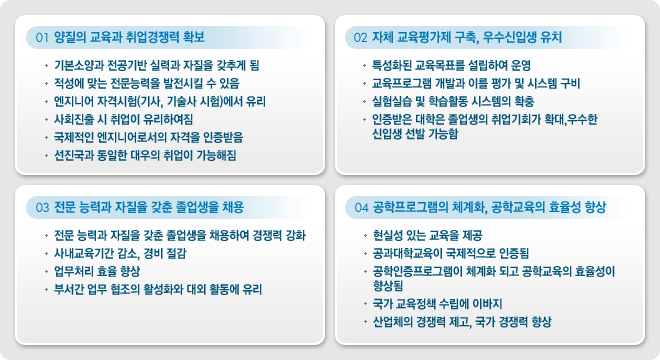 01 양질의 교육과 취업경쟁력 확보
기본소양과 전공기반 실력과 자질을 갖추게 됨
적성에 맞는 전문능력을 발전시킬 수 있음
엔지니어 자격시험(기사, 기술사 시험)에서 유리
사회진출 시 취업이 유리하여짐
국제적인 엔지니어로서의 자격을 인증받음
선진국과 동일한 대우의 취업이 가능해짐
02 자체 교육평가제 구축, 우수신입생 유치
특성화된 교육목표를 설립하여 운영
교육프로그램 개발과 이를 평가 및 시스템 구비
실험실습 및 학습활동 시스템의 확충
인증받은 대학은 졸업생의 취업기회가 확대,우수한
신입생 선발 가능함
03 전문 능력과 자질을 갖춘 졸업생을 채용
전문 능력과 자질을 갖춘 졸업생을 채용하여 경쟁력 강화
사내교육기간 감소, 경비 절감
업무처리 효율 향상
부서간 업무 협조의 활성화와 대외 활동에 유리
04 공학프로그램의 체계화, 공학교육의 효율성 향상
현실성 있는 교육을 제공
공과대학교육이 국제적으로 인증됨
공학인증프로그램이 체계화 되고 공학교육의 효율성이
향상됨
국가 교육정책 수립에 이바지
산업체의 경쟁력 제고, 국가 경쟁력 향상